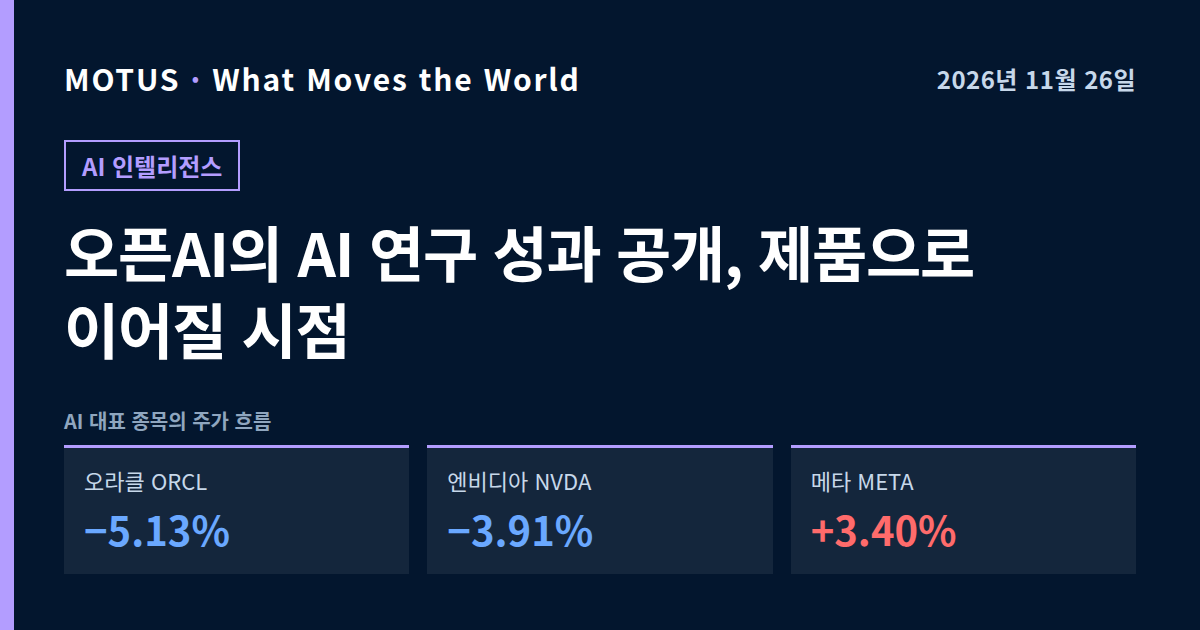 MOTUS · What Moves the World
2026년 11월 26일
AI 인텔리전스
오픈AI의 AI 연구 성과 공개, 제품으로
이어질 시점
AI 대표 종목의 주가 흐름
오라클 ORCL
−5.13%
엔비디아 NVDA
−3.91%
메타 META
+3.40%